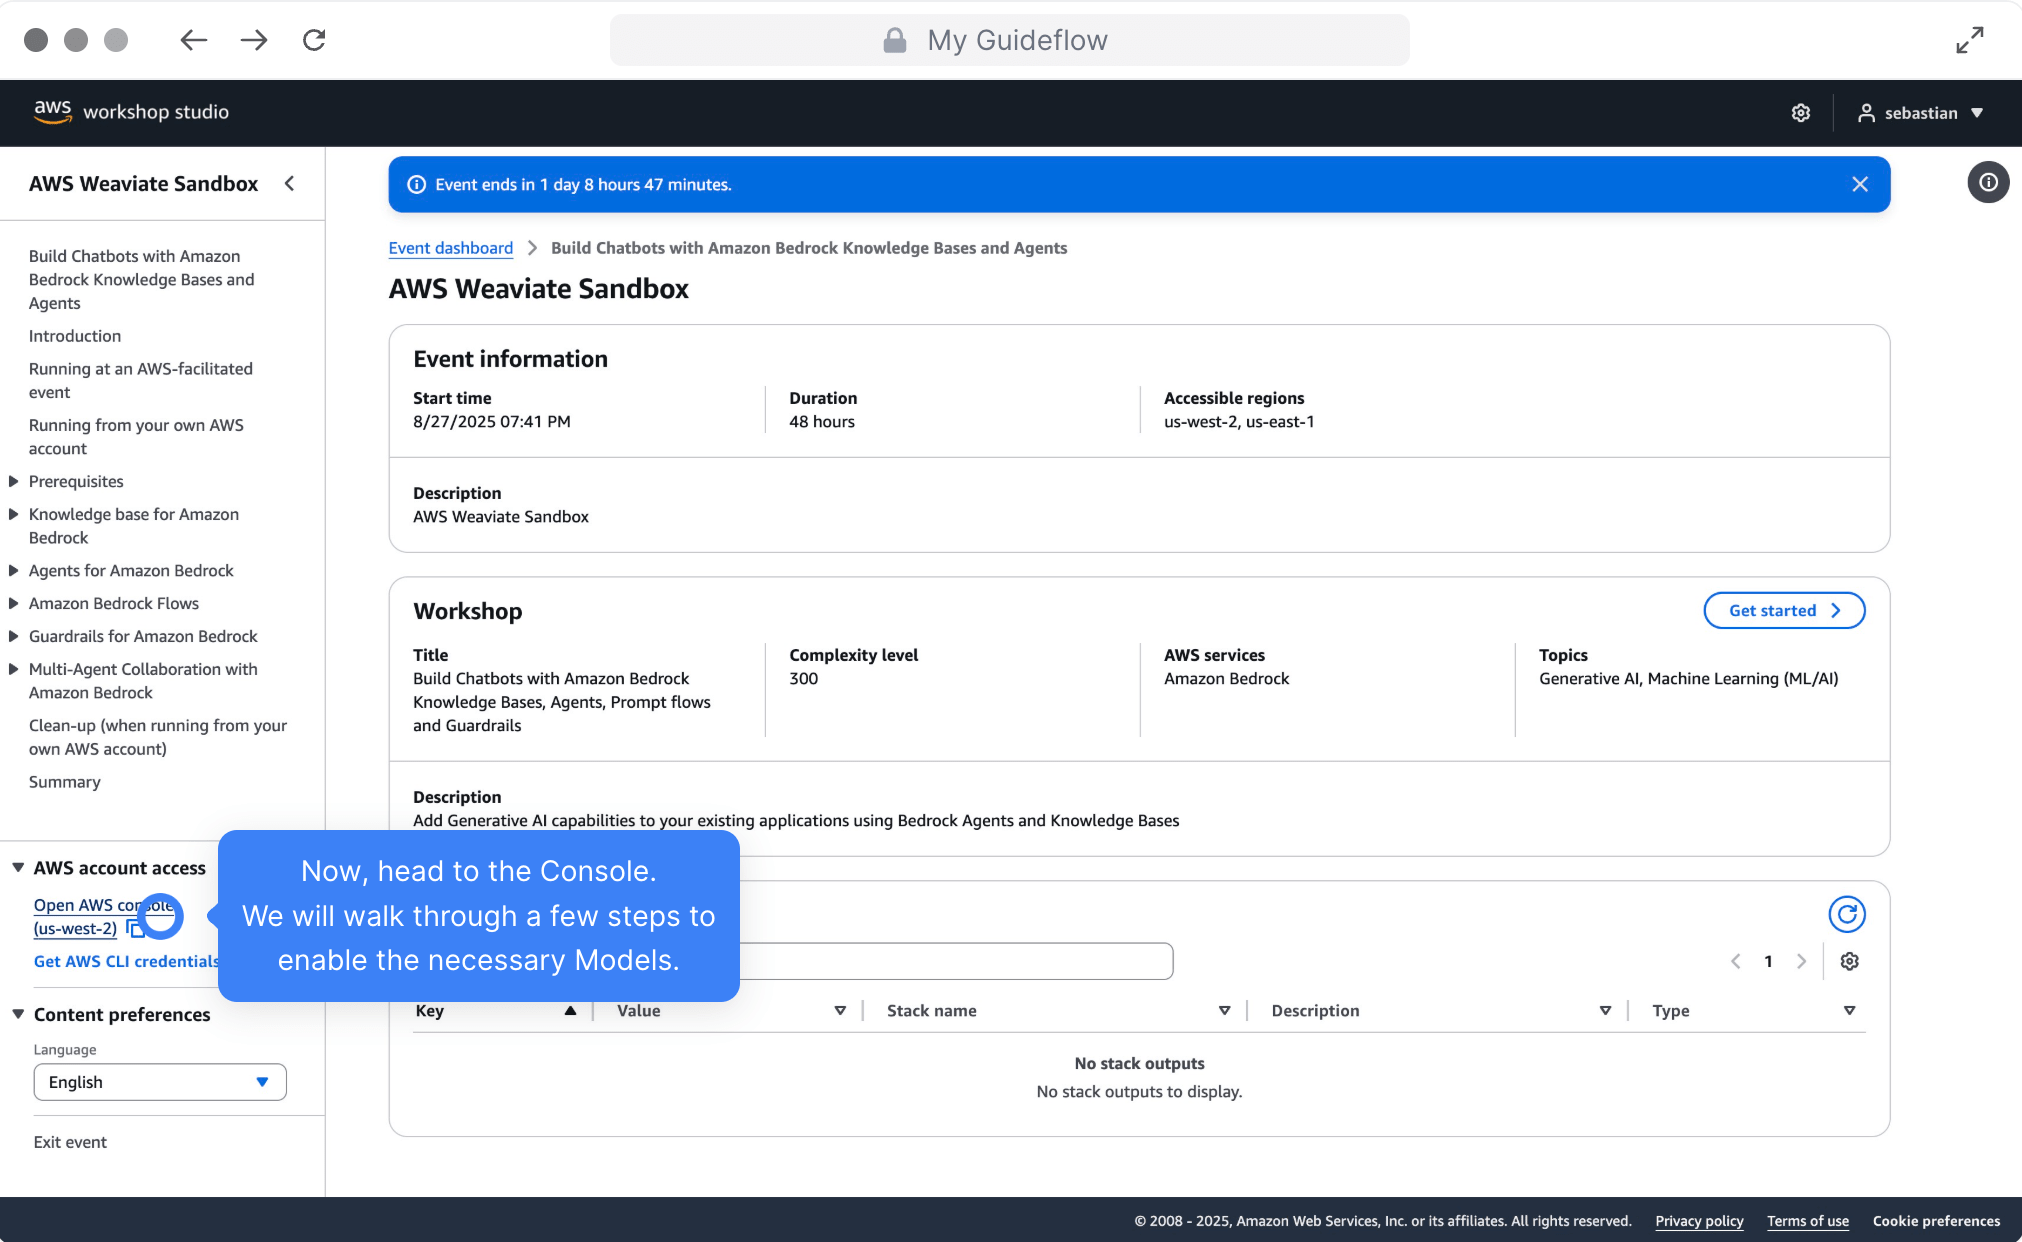 My Guideflow
aws workshop studio
sebastian
AWS Weaviate Sandbox
Build Chatbots with Amazon
Bedrock Knowledge Bases and
Agents
Introduction
Running at an AWS-facilitated
event
Running from your own AWS
account
Prerequisites
Knowledge base for Amazon
Bedrock
Agents for Amazon Bedrock
Amazon Bedrock Flows
Guardrails for Amazon Bedrock
Multi-Agent Collaboration with
Amazon Bedrock
Clean-up (when running from your
own AWS account)
Summary
AWS account access
Open AWS console
(us-west-2)
Get AWS CLI credentials
Content preferences
Language
English
Exit event
Event ends in 1 day 8 hours 47 minutes.
Event dashboard > Build Chatbots with Amazon Bedrock Knowledge Bases and Agents
AWS Weaviate Sandbox
Event information
Start time
8/27/2025 07:41 PM
Duration
48 hours
Accessible regions
us-west-2, us-east-1
Description
AWS Weaviate Sandbox
Workshop
Get started
Title
Build Chatbots with Amazon Bedrock
Knowledge Bases, Agents, Prompt flows
and Guardrails
Complexity level
300
AWS services
Amazon Bedrock
Topics
Generative AI, Machine Learning (ML/AI)
Description
Add Generative AI capabilities to your existing applications using Bedrock Agents and Knowledge Bases
Now, head to the Console.
We will walk through a few steps to
enable the necessary Models.
1
Key Value Stack name Description Type
No stack outputs
No stack outputs to display.
© 2008 - 2025, Amazon Web Services, Inc. or its affiliates. All rights reserved. Privacy policy Terms of use Cookie preferences